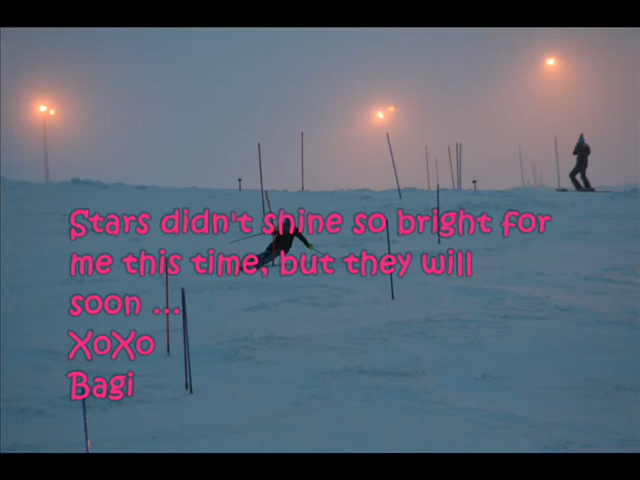 Stars didn't shine so bright for
me this time, but they will
soon ...
XoXo
Bagi